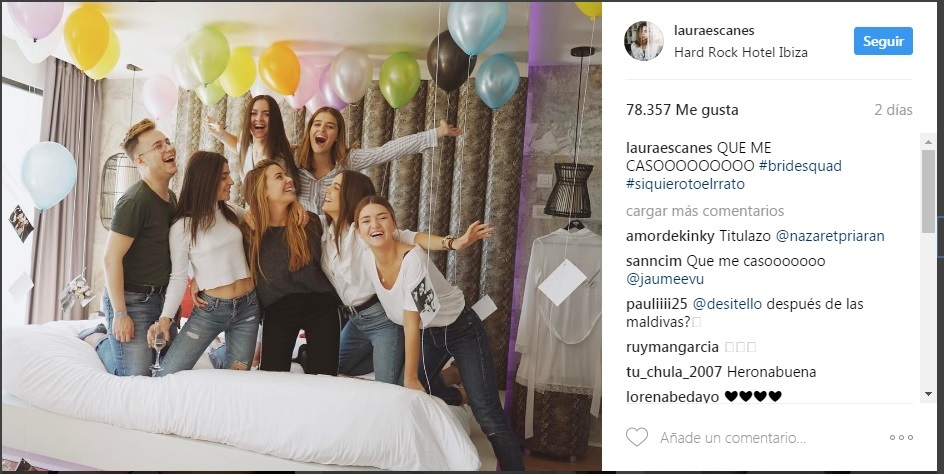 lauraescanes
Hard Rock Hotel Ibiza
Seguir
78.357 Me gusta
2 días
lauraescanes QUE ME
CASOOOOOOOOO #bridesquad
#siquierotoelrrato
cargar más comentarios
amordekinky Titulazo @nazaretpriaran
sanncim Que me casooooooo
@jaumeevu
pauliiii25 @desitello después de las
maldivas?
ruymangarcia
tu_chula_2007 Heronabuena
lorenabedayo ♥♥♥♥
Añade un comentario...